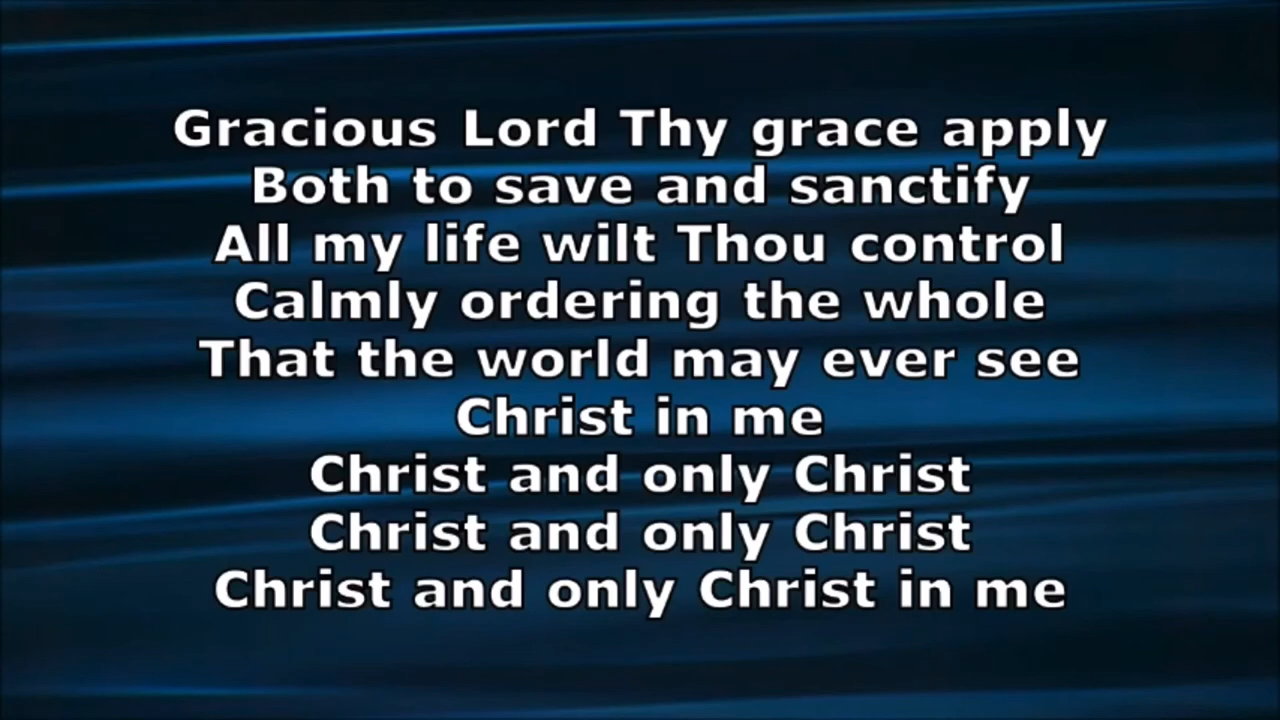 Gracious Lord Thy grace apply
Both to save and sanctify
All my life wilt Thou control
Calmly ordering the whole
That the world may ever see
Christ in me
Christ and only Christ
Christ and only Christ
Christ and only Christ in me